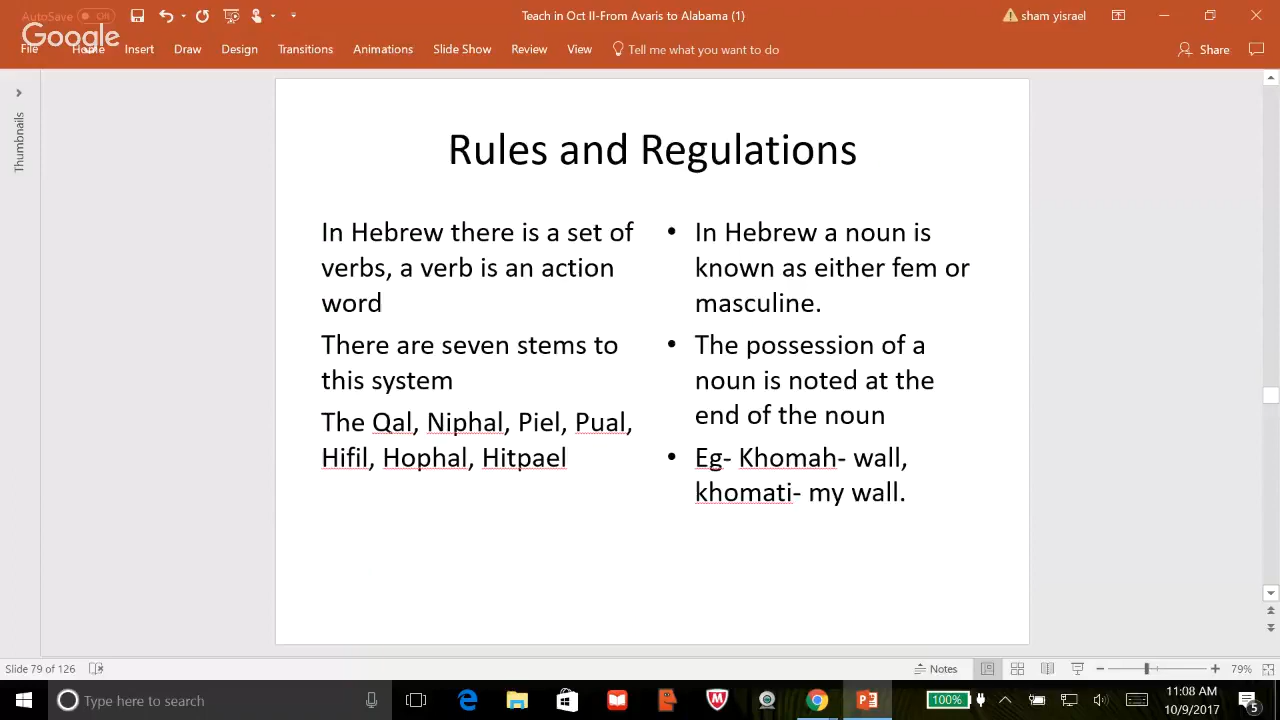 AutoSave Off
Teach in Oct II-From Avaris to Alabama (1)
sham yisrael
Google
File Home Insert Draw Design Transitions Animations Slide Show Review View Tell me what you want to do
Share
Thumbnails
Rules and Regulations
In Hebrew there is a set of
verbs, a verb is an action
word
There are seven stems to
this system
The Qal, Niphal, Piel, Pual,
Hifil, Hophal, Hitpael
• In Hebrew a noun is
known as either fem or
masculine.
• The possession of a
noun is noted at the
end of the noun
• Eg- Khomah- wall,
khomati- my wall.
Slide 79 of 126
Notes
79%
Type here to search
100%
11:08 AM
10/9/2017
5